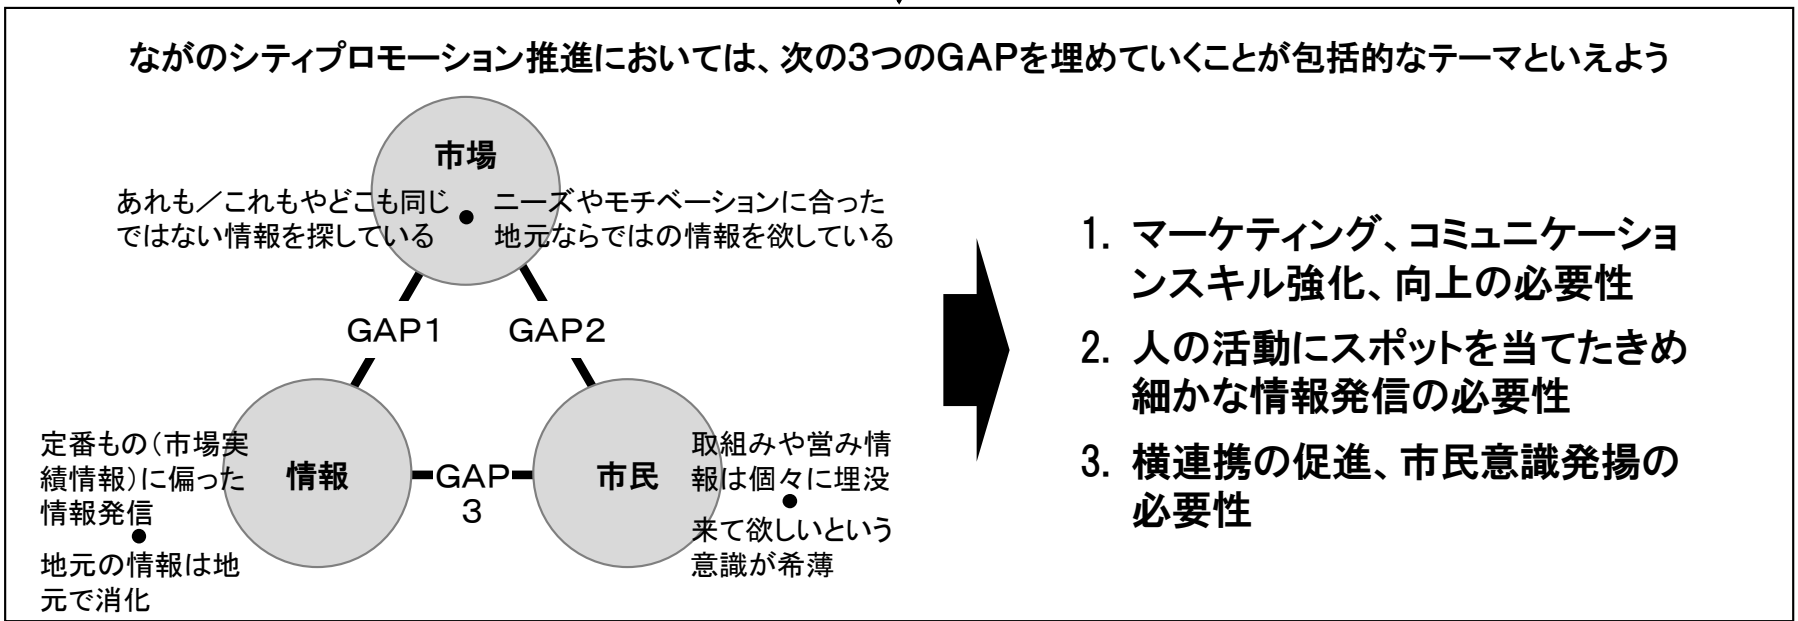 ながのシティプロモーション推進においては、次の3つのGAPを埋めていくことが包括的なテーマといえよう
市場
あれも／これもやどこも同じ
ではない情報を探している
●
ニーズやモチベーションに合った
地元ならではの情報を欲している
GAP1
GAP2
定番もの（市場実
績情報）に偏った
情報発信
●
地元の情報は地
元で消化
情報
GAP
3
市民
取組みや営み情
報は個々に埋没
●
来て欲しいという
意識が希薄
1. マーケティング、コミュニケーショ
ンスキル強化、向上の必要性
2. 人の活動にスポットを当てたきめ
細かな情報発信の必要性
3. 横連携の促進、市民意識発揚の
必要性